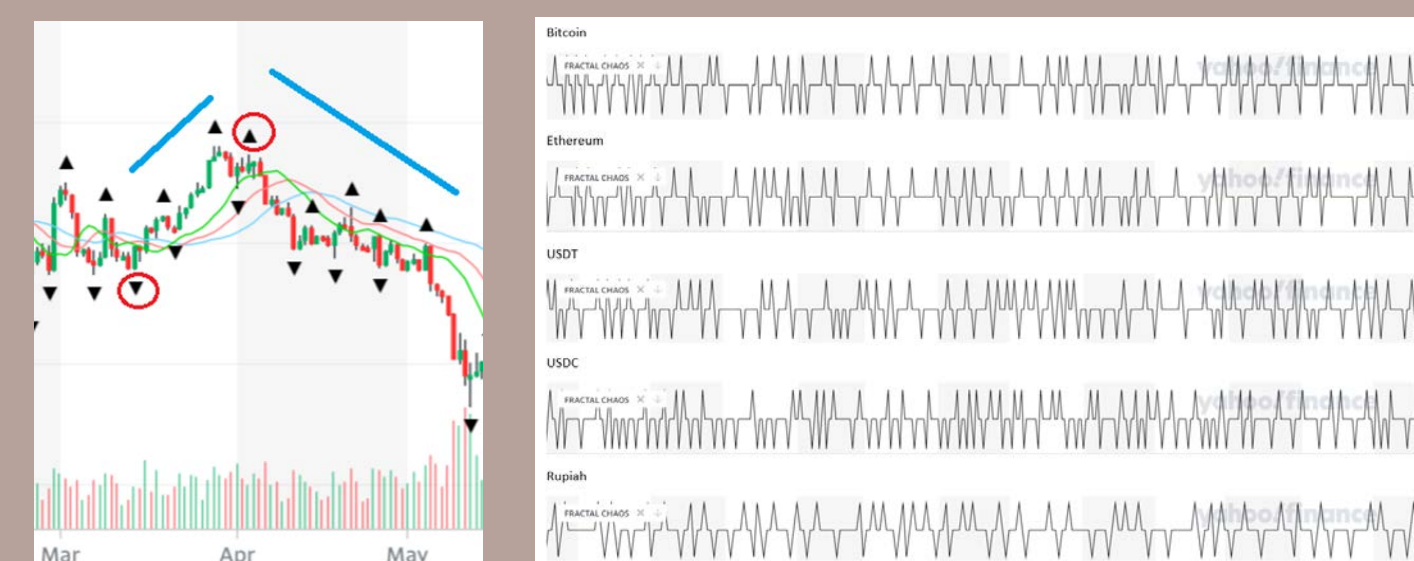 Mar Apr May
Bitcoin
FRACTAL CHAOS
yahoo!finance
Ethereum
FRACTAL CHAOS
yahoo!finance
USDT
FRACTAL CHAOS
yahoo!finance
USDC
FRACTAL CHAOS
yahoo!finance
Rupiah
FRACTAL CHAOS
yahoo!finance